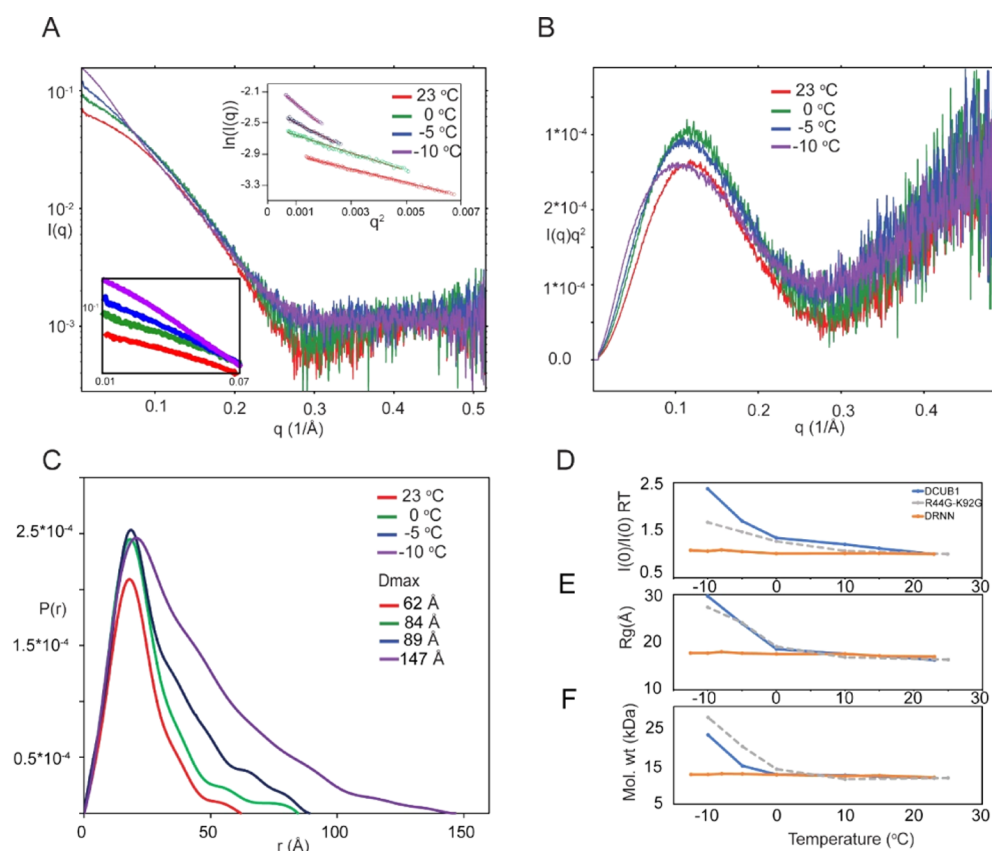 A
10⁻¹
10⁻²
I(q)
10⁻³
-2.1
-2.5
-2.9
-3.3
ln(I(q))
23 °C
0 °C
-5 °C
-10 °C
0.001
0.003
0.005
0.007
q²
10⁻¹
0.01
0.07
0.1
0.2
0.3
0.4
0.5
q (1/Å)
B
23 °C
0 °C
-5 °C
-10 °C
1*10⁻⁴
2*10⁻⁴
I(q)q²
1*10⁻⁴
0.0
0.1
0.2
0.3
0.4
q (1/Å)
C
23 °C
0 °C
-5 °C
-10 °C
Dmax
62 Å
84 Å
89 Å
147 Å
2.5*10⁻⁴
P(r)
1.5*10⁻⁴
0.5*10⁻⁴
0
50
100
150
r (Å)
D
I(0)/I(0) RT
2.5
1.5
0.5
DCUB1
R44G-K92G
DRNN
-10
0
10
20
30
E
Rg(Å)
30
20
10
-10
0
10
20
30
F
Mol. wt (kDa)
25
15
5
-10
0
10
20
30
Temperature (°C)